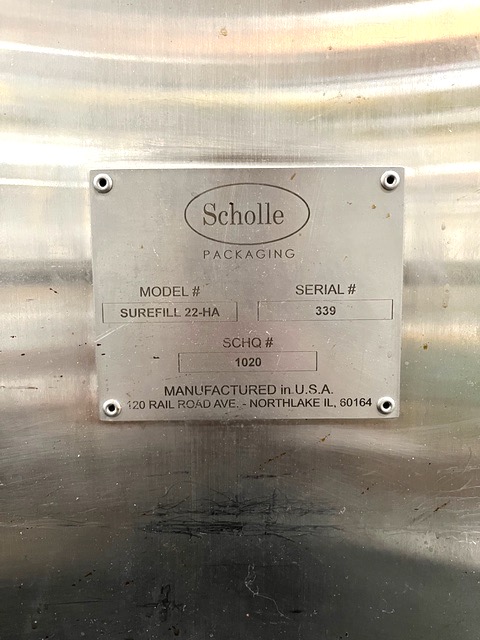 Scholle
PACKAGING
MODEL # SERIAL #
SUREFILL 22-HA 339
SCHQ #
1020
MANUFACTURED in U.S.A.
120 RAIL ROAD AVE. - NORTHLAKE IL, 60164